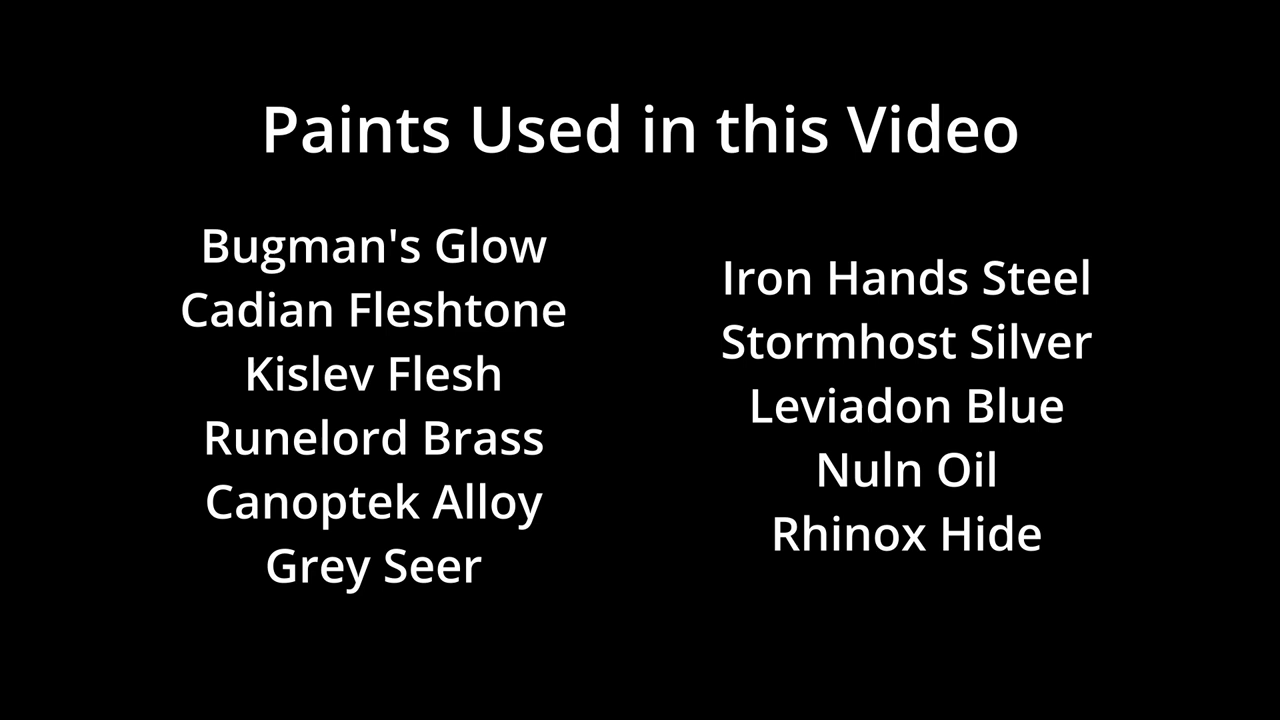 Paints Used in this Video
Bugman's Glow
Cadian Fleshtone
Kislev Flesh
Runelord Brass
Canoptek Alloy
Grey Seer
Iron Hands Steel
Stormhost Silver
Leviadon Blue
Nuln Oil
Rhinox Hide